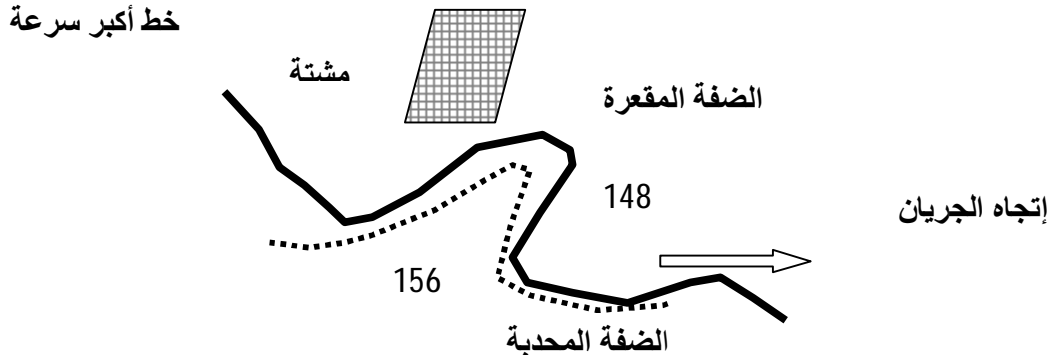 خط أكبر سرعة
مشتة
الضفة المقعرة
148
إتجاه الجريان
156
الضفة المحدبة